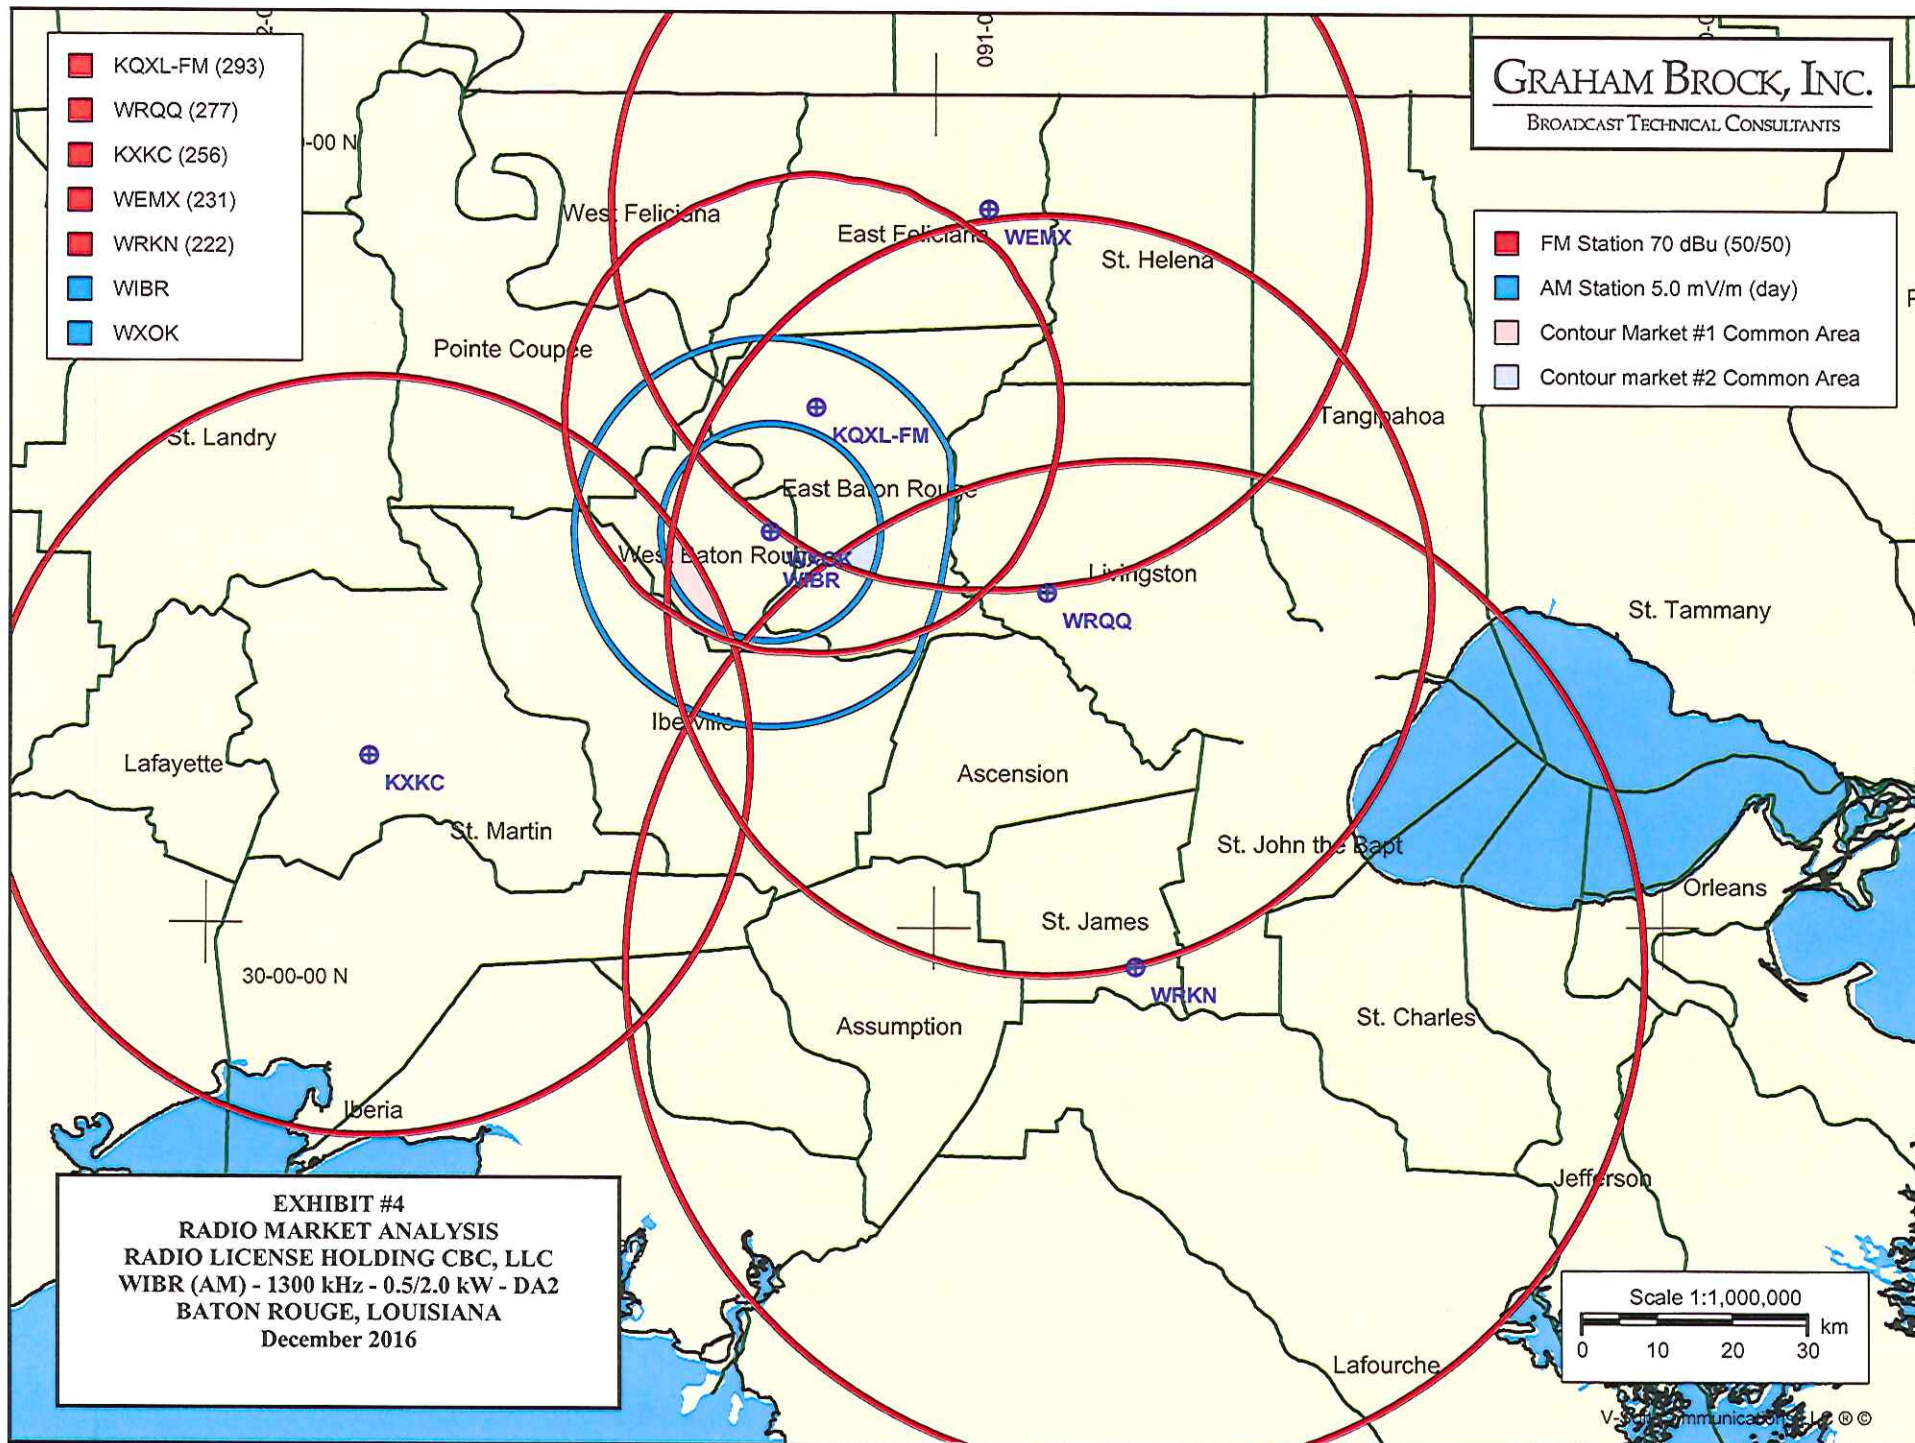 KQXL-FM (293)
WRQQ (277)
KXKC (256)
WEMX (231)
WRKN (222)
WIBR
WXOK
GRAHAM BROCK, INC.
BROADCAST TECHNICAL CONSULTANTS
FM Station 70 dBu (50/50)
AM Station 5.0 mV/m (day)
Contour Market #1 Common Area
Contour market #2 Common Area
West Feliciana
East Feliciana
WEMX
St. Helena
Pointe Coupee
Tangipahoa
St. Landry
KQXL-FM
East Baton Rouge
West Baton Rouge
WXOK
WIBR
Livingston
WRQQ
St. Tammany
Iberville
Lafayette
KXKC
Ascension
St. Martin
St. John the Bapt
Orleans
St. James
30-00-00 N
WRKN
Assumption
St. Charles
Iberia
Jefferson
Lafourche
EXHIBIT #4
RADIO MARKET ANALYSIS
RADIO LICENSE HOLDING CBC, LLC
WIBR (AM) - 1300 kHz - 0.5/2.0 kW - DA2
BATON ROUGE, LOUISIANA
December 2016
Scale 1:1,000,000
km
0 10 20 30